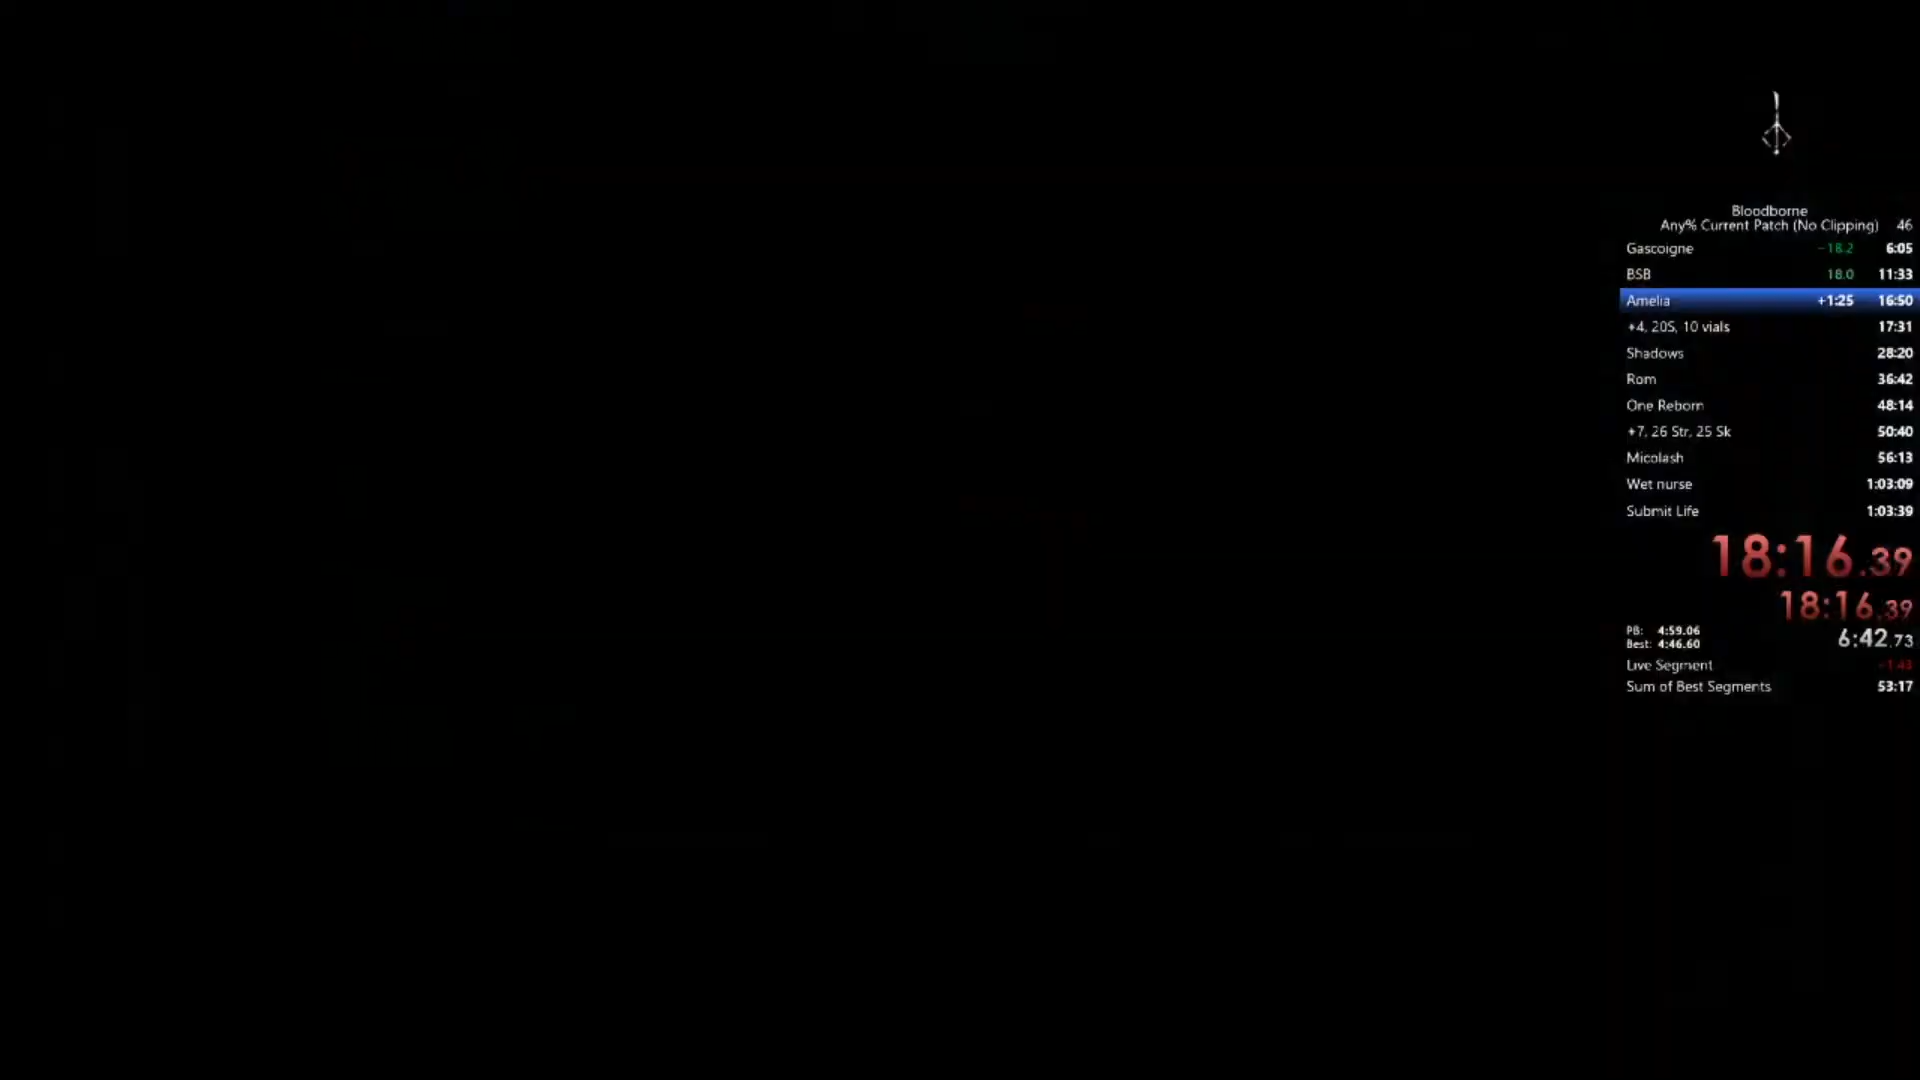 Bloodborne
Any% Current Patch (No Clipping) 46
Gascoigne -18.2 6:05
BSB 18.0 11:33
Amelia +1:25 16:50
+4, 20S, 10 vials 17:31
Shadows 28:20
Rom 36:42
One Reborn 48:14
+7, 26 Str, 25 Sk 50:40
Micolash 56:13
Wet nurse 1:03:09
Submit Life 1:03:39
18:16.39
18:16.39
PB: 4:59.06 6:42.73
Best: 4:46.60
Live Segment
Sum of Best Segments 53:17